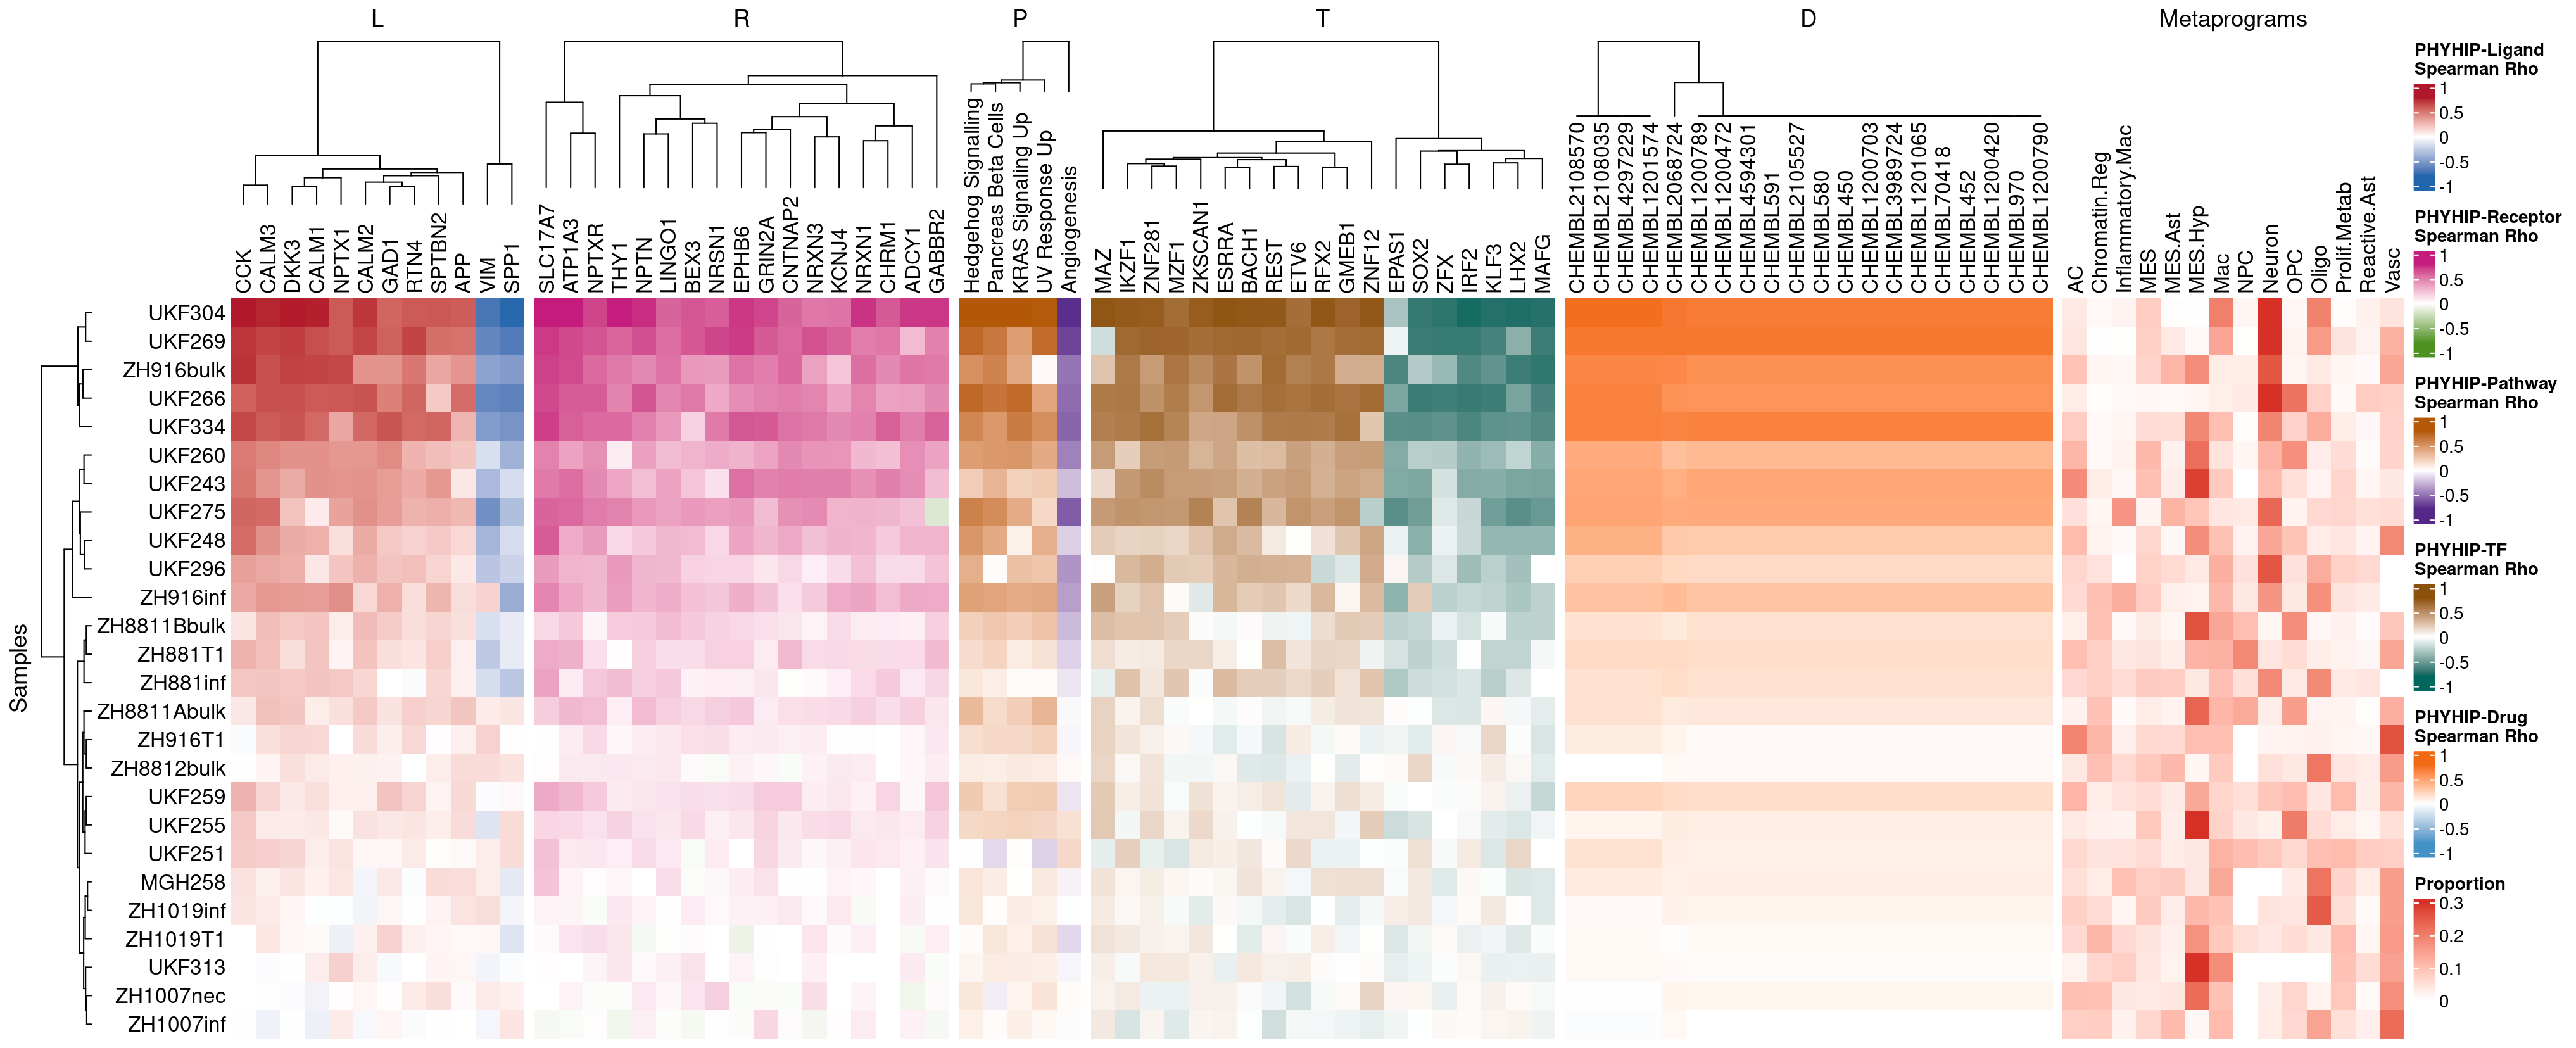 L R P T D Metaprograms
CCK
CALM3
DKK3
CALM1
NPTX1
CALM2
GAD1
RTN4
SPTBN2
APP
VIM
SPP1
SLC17A7
ATP1A3
NPTXR
THY1
NPTN
LINGO1
BEX3
NRSN1
EPHB6
GRIN2A
CNTNAP2
NRXN3
KCNJ4
NRXN1
CHRM1
ADCY1
GABBR2
Hedgehog Signalling
Pancreas Beta Cells
KRAS Signaling Up
UV Response Up
Angiogenesis
MAZ
IKZF1
ZNF281
MZF1
ZKSCAN1
ESRRA
BACH1
REST
ETV6
RFX2
GMEB1
ZNF12
EPAS1
SOX2
ZFX
IRF2
KLF3
LHX2
MAFG
CHEMBL2108570
CHEMBL2108035
CHEMBL4297229
CHEMBL1201574
CHEMBL2068724
CHEMBL1200789
CHEMBL1200472
CHEMBL4594301
CHEMBL591
CHEMBL2105527
CHEMBL580
CHEMBL450
CHEMBL1200703
CHEMBL3989724
CHEMBL1201065
CHEMBL70418
CHEMBL452
CHEMBL1200420
CHEMBL970
CHEMBL1200790
AC
Chromatin.Reg
Inflammatory.Mac
MES
MES.Ast
MES.Hyp
Mac
NPC
Neuron
OPC
Oligo
Prolif.Metab
Reactive.Ast
Vasc
Samples
UKF304
UKF269
ZH916bulk
UKF266
UKF334
UKF260
UKF243
UKF275
UKF248
UKF296
ZH916inf
ZH8811Bbulk
ZH881T1
ZH881inf
ZH8811Abulk
ZH916T1
ZH8812bulk
UKF259
UKF255
UKF251
MGH258
ZH1019inf
ZH1019T1
UKF313
ZH1007nec
ZH1007inf
PHYHIP-Ligand
Spearman Rho
1
0.5
0
-0.5
-1
PHYHIP-Receptor
Spearman Rho
1
0.5
0
-0.5
-1
PHYHIP-Pathway
Spearman Rho
1
0.5
0
-0.5
-1
PHYHIP-TF
Spearman Rho
1
0.5
0
-0.5
-1
PHYHIP-Drug
Spearman Rho
1
0.5
0
-0.5
-1
Proportion
0.3
0.2
0.1
0